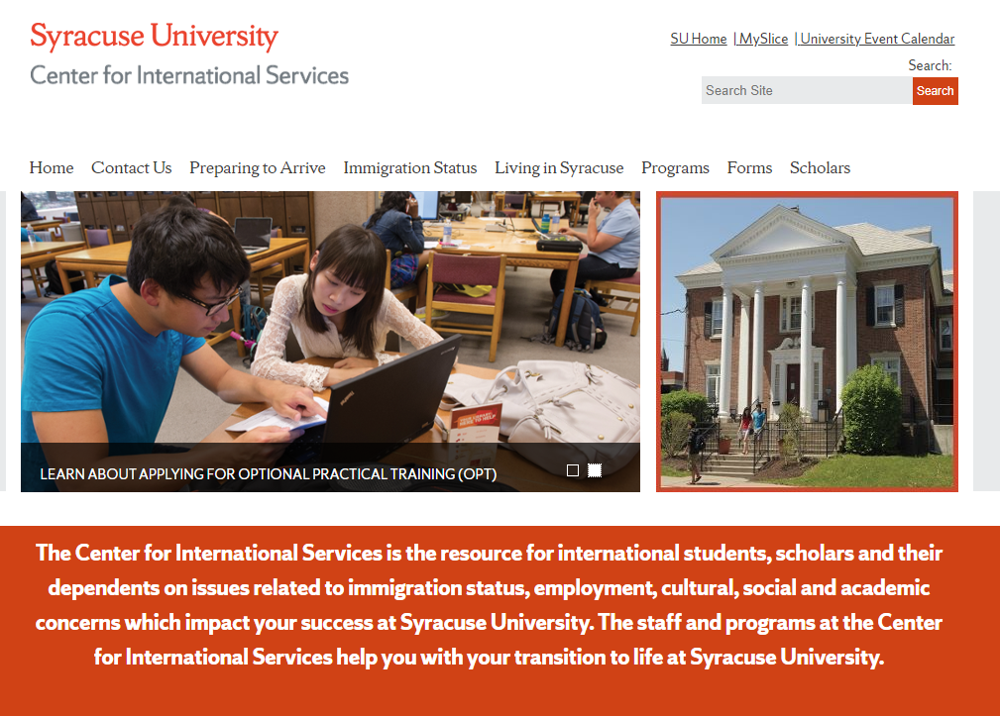 Syracuse University
Center for International Services
SU Home | MySlice | University Event Calendar
Search:
Search Site Search
Home Contact Us Preparing to Arrive Immigration Status Living in Syracuse Programs Forms Scholars
LEARN ABOUT APPLYING FOR OPTIONAL PRACTICAL TRAINING (OPT)
The Center for International Services is the resource for international students, scholars and their
dependents on issues related to immigration status, employment, cultural, social and academic
concerns which impact your success at Syracuse University. The staff and programs at the Center
for International Services help you with your transition to life at Syracuse University.